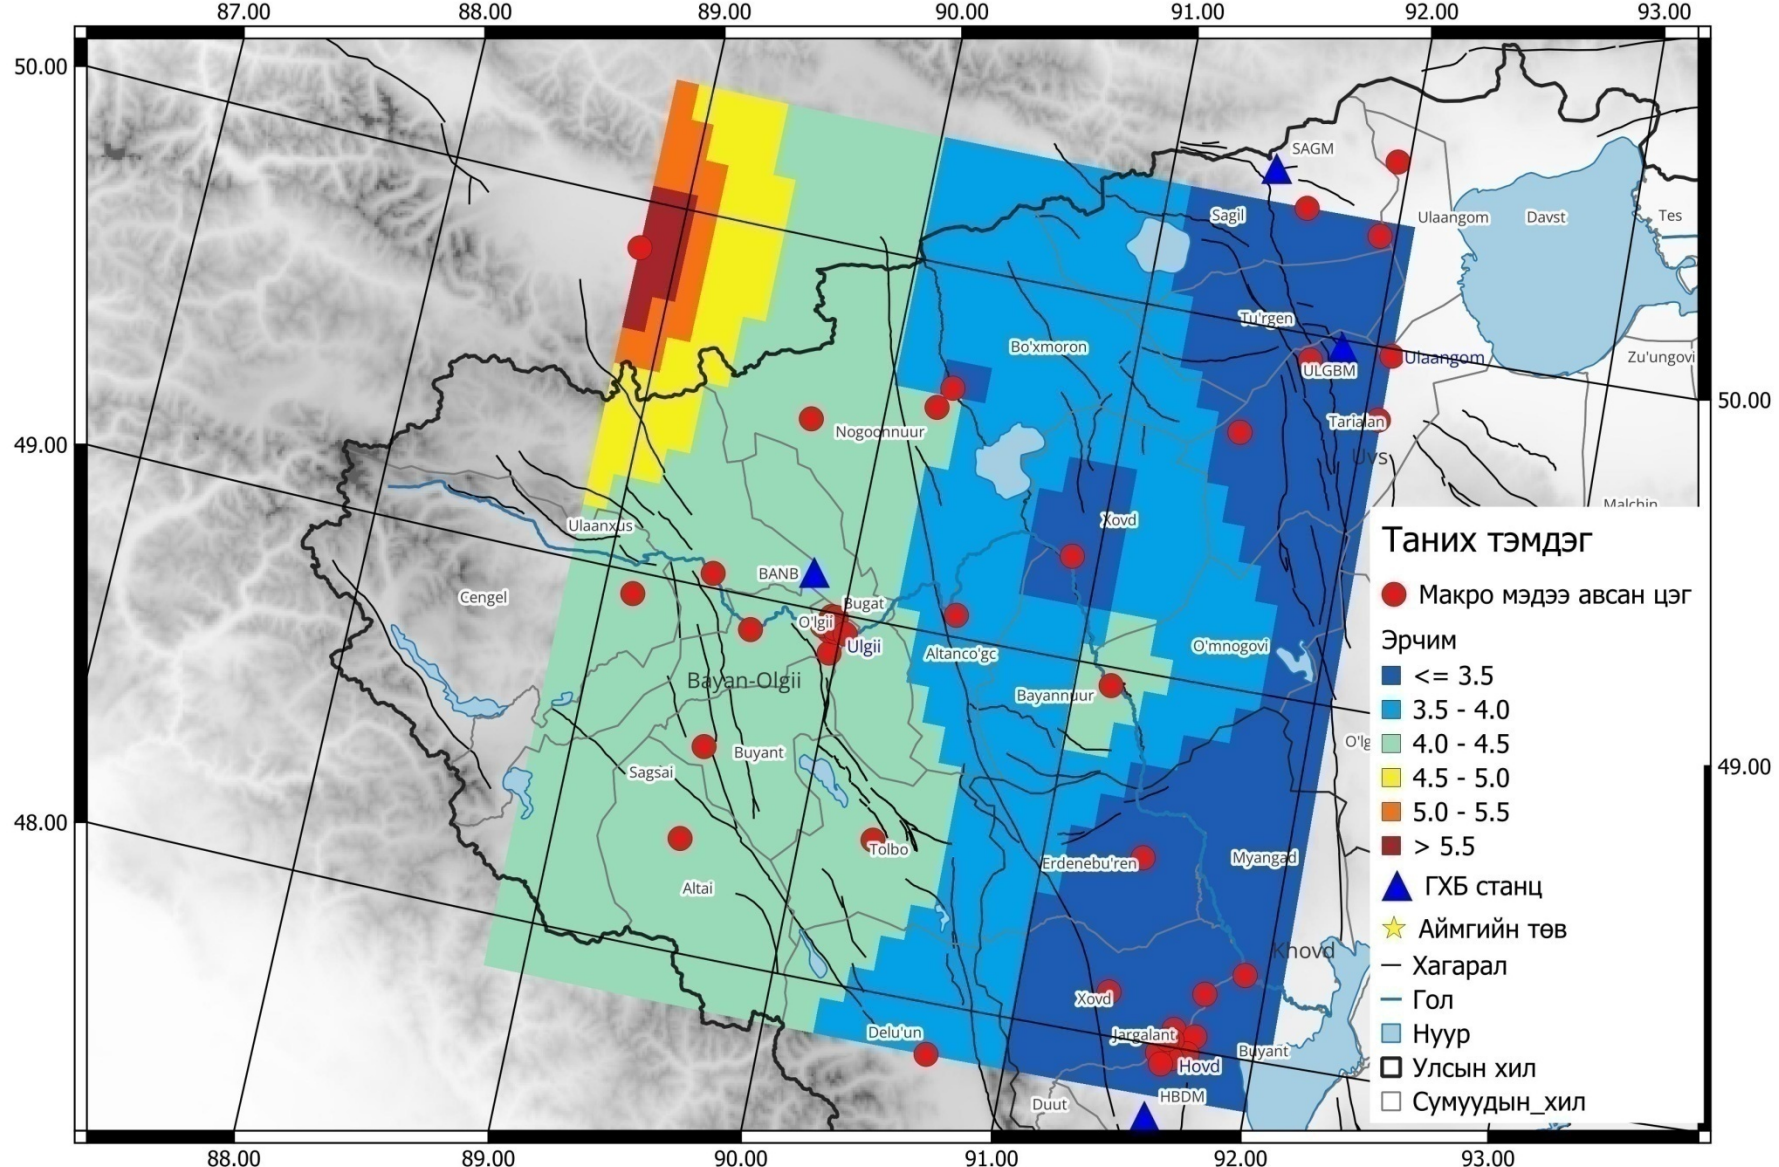 87.00 88.00 89.00 90.00 91.00 92.00 93.00
50.00
SAGM
Sagil
Ulaangom
Davst
Tes
Tu'rgen
Bo'xmoron
Ulaangom
Zu'ungovi
ULGBM
50.00
Nogoonnuur
Tarialan
49.00
Uvs
Malchin
Ulaanxus
Xovd
BANB
Cengel
Bugat
O'lgii
Ulgii
Altanco'gc
O'mnogovi
Bayan-Olgii
Bayannuur
Buyant
O'lg
Sagsai
49.00
48.00
Tolbo
Erdenebu'ren
Myangad
Altai
Khovd
Xovd
Delu'un
Jargalant
Buyant
Hovd
HBDM
Duut
Таних тэмдэг
Макро мэдээ авсан цэг
Эрчим
<= 3.5
3.5 - 4.0
4.0 - 4.5
4.5 - 5.0
5.0 - 5.5
> 5.5
ГХБ станц
Аймгийн төв
Хагарал
Гол
Нуур
Улсын хил
Сумуудын_хил
88.00 89.00 90.00 91.00 92.00 93.00